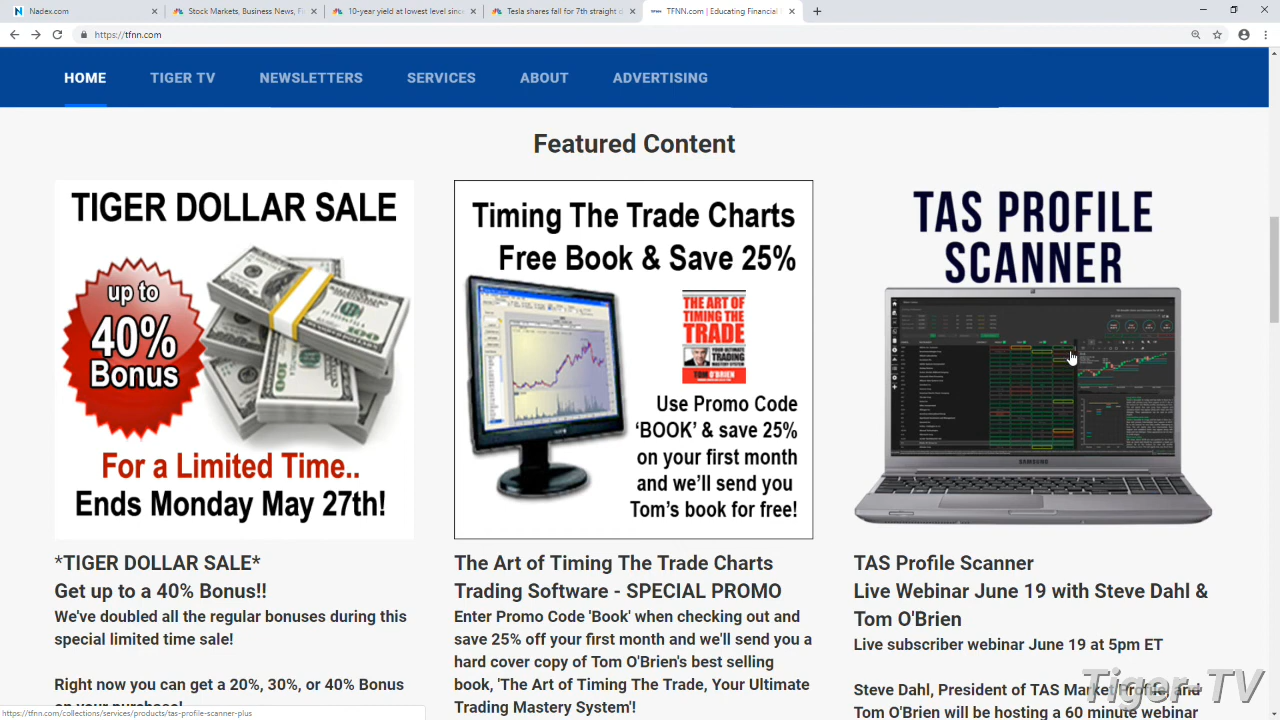 Nadex.com
Stock Markets, Business News, Fi
10-year yield at lowest level since
Tesla shares fall for 7th straight d
TFNN.com | Educating Financial
https://tfnn.com
HOME
TIGER TV
NEWSLETTERS
SERVICES
ABOUT
ADVERTISING
Featured Content
TIGER DOLLAR SALE
up to
40%
Bonus
For a Limited Time..
Ends Monday May 27th!
Timing The Trade Charts
Free Book & Save 25%
THE ART OF
TIMING THE
TRADE
YOUR ULTIMATE
TRADING
MASTERY SYSTEM
TOM O'BRIEN
Use Promo Code
‘BOOK’ & save 25%
on your first month
and we’ll send you
Tom’s book for free!
TAS PROFILE
SCANNER
SAMSUNG
*TIGER DOLLAR SALE*
Get up to a 40% Bonus!!
We've doubled all the regular bonuses during this
special limited time sale!
Right now you can get a 20%, 30%, or 40% Bonus
on your purchase!
The Art of Timing The Trade Charts
Trading Software - SPECIAL PROMO
Enter Promo Code 'Book' when checking out and
save 25% off your first month and we'll send you a
hard cover copy of Tom O'Brien's best selling
book, 'The Art of Timing The Trade, Your Ultimate
Trading Mastery System'!
TAS Profile Scanner
Live Webinar June 19 with Steve Dahl &
Tom O'Brien
Live subscriber webinar June 19 at 5pm ET
Steve Dahl, President of TAS Market Profile, and
Tom O'Brien will be hosting a 60 minute webinar
Tiger-TV
https://tfnn.com/collections/services/products/tas-profile-scanner-plus